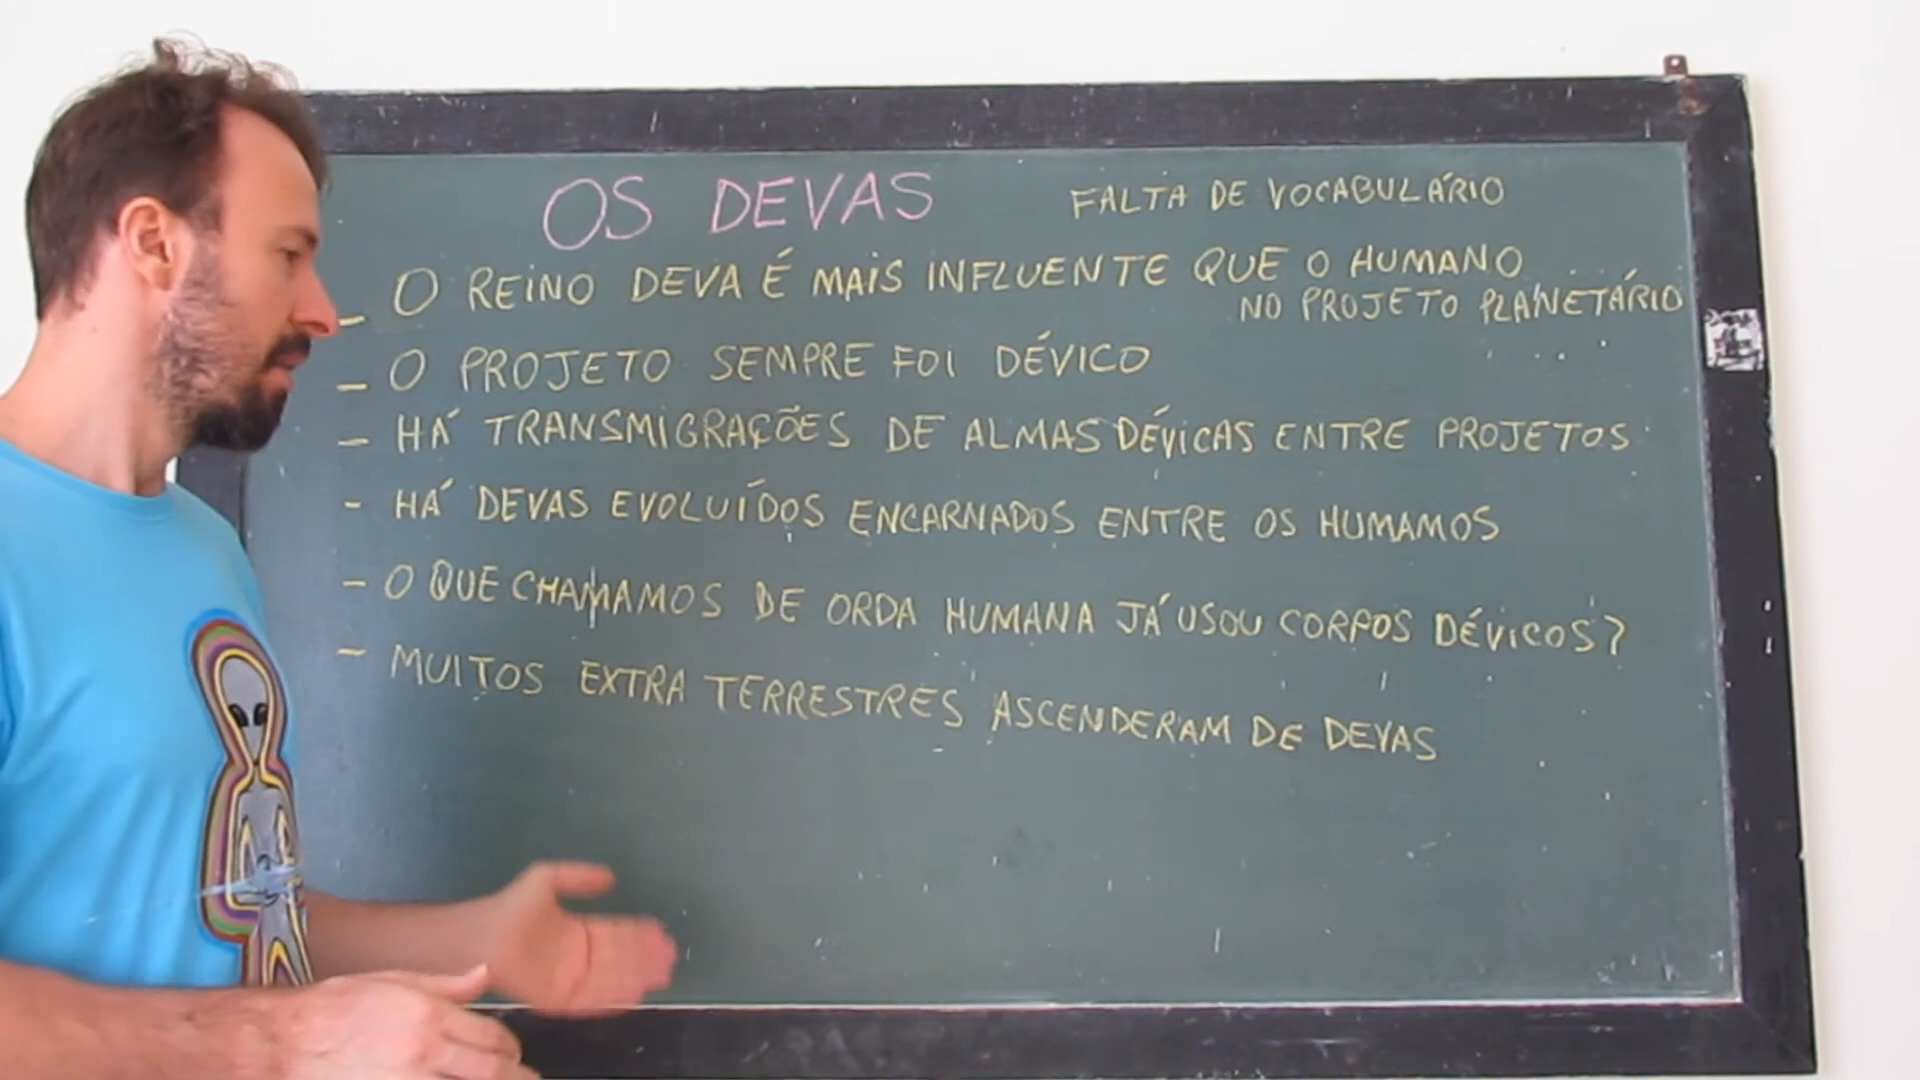 OS DEVAS
FALTA DE VOCABULÁRIO
- O REINO DEVA É MAIS INFLUENTE QUE O HUMANO
NO PROJETO PLANETÁRIO
- O PROJETO SEMPRE FOI DÉVICO
- HÁ TRANSMIGRAÇÕES DE ALMAS DÉVICAS ENTRE PROJETOS
- HÁ DEVAS EVOLUÍDOS ENCARNADOS ENTRE OS HUMAMOS
- O QUE CHAMAMOS DE ORDA HUMANA JÁ USOU CORPOS DÉVICOS?
- MUITOS EXTRA TERRESTRES ASCENDERAM DE DEVAS